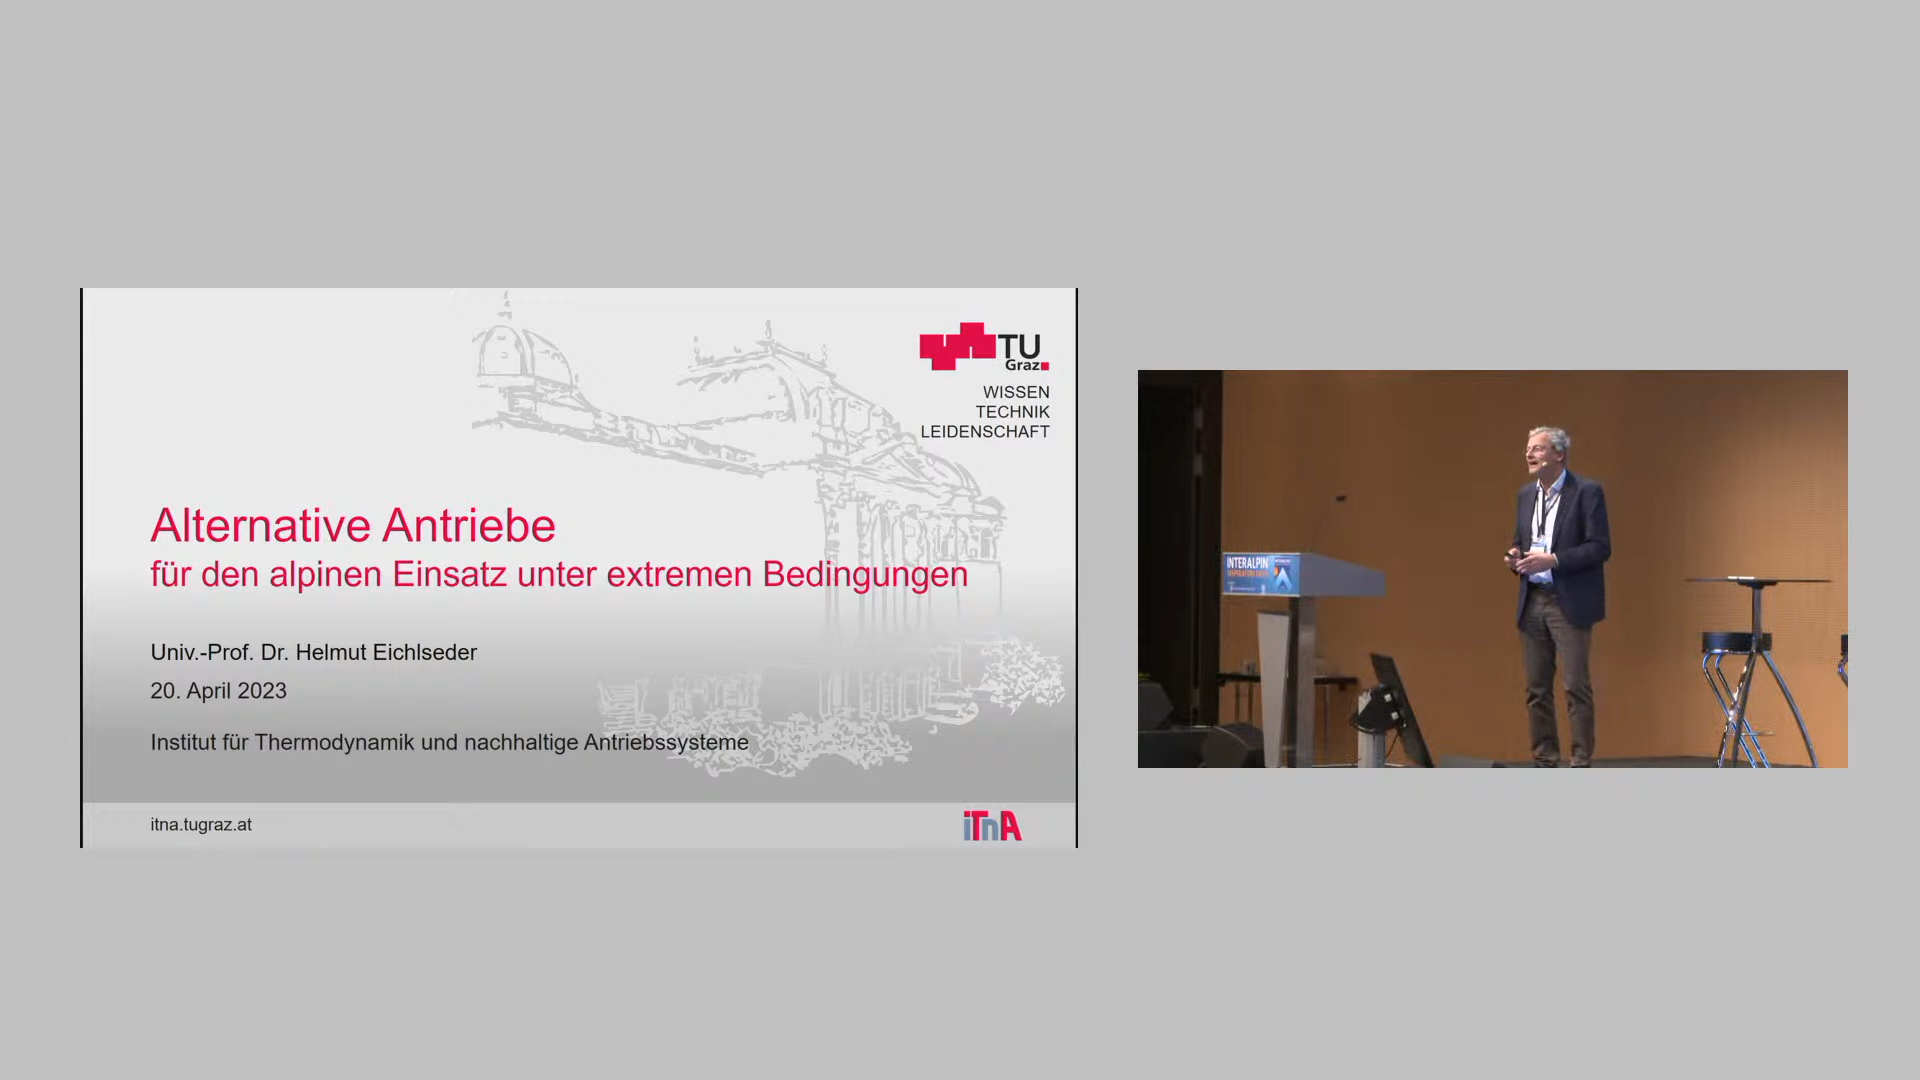 TU
Graz
WISSEN
TECHNIK
LEIDENSCHAFT
Alternative Antriebe
für den alpinen Einsatz unter extremen Bedingungen
Univ.-Prof. Dr. Helmut Eichlseder
20. April 2023
Institut für Thermodynamik und nachhaltige Antriebssysteme
itna.tugraz.at
iTnA
INTERALPIN